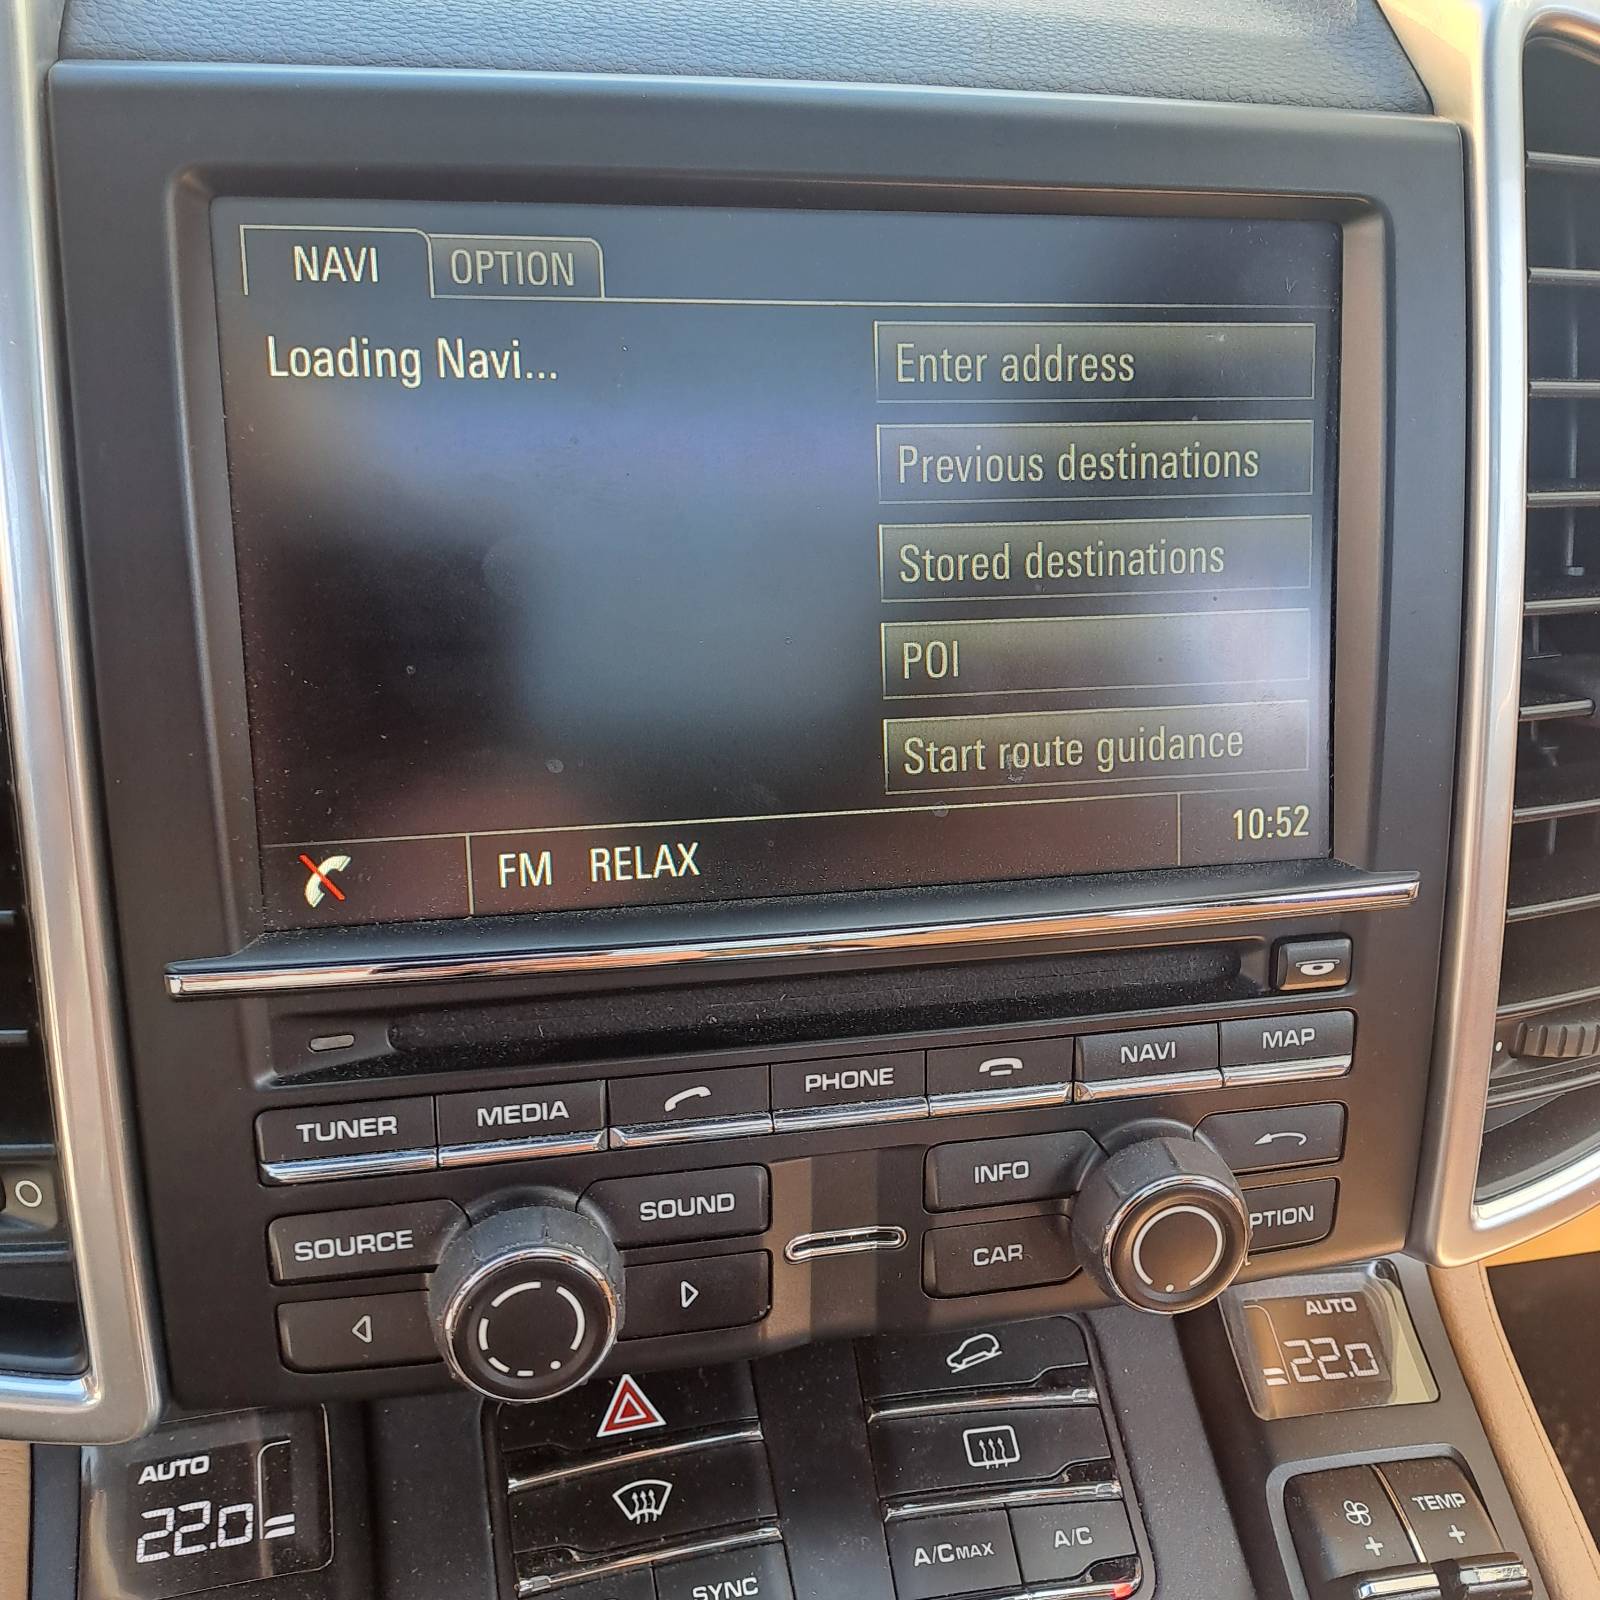 NAVI OPTION
Loading Navi...
Enter address
Previous destinations
Stored destinations
POI
Start route guidance
FM RELAX 10:52
TUNER MEDIA PHONE NAVI MAP
SOURCE SOUND INFO
CAR PTION
AUTO
22.0
AUTO
22.0
A/C MAX A/C
SYNC
TEMP
+ +